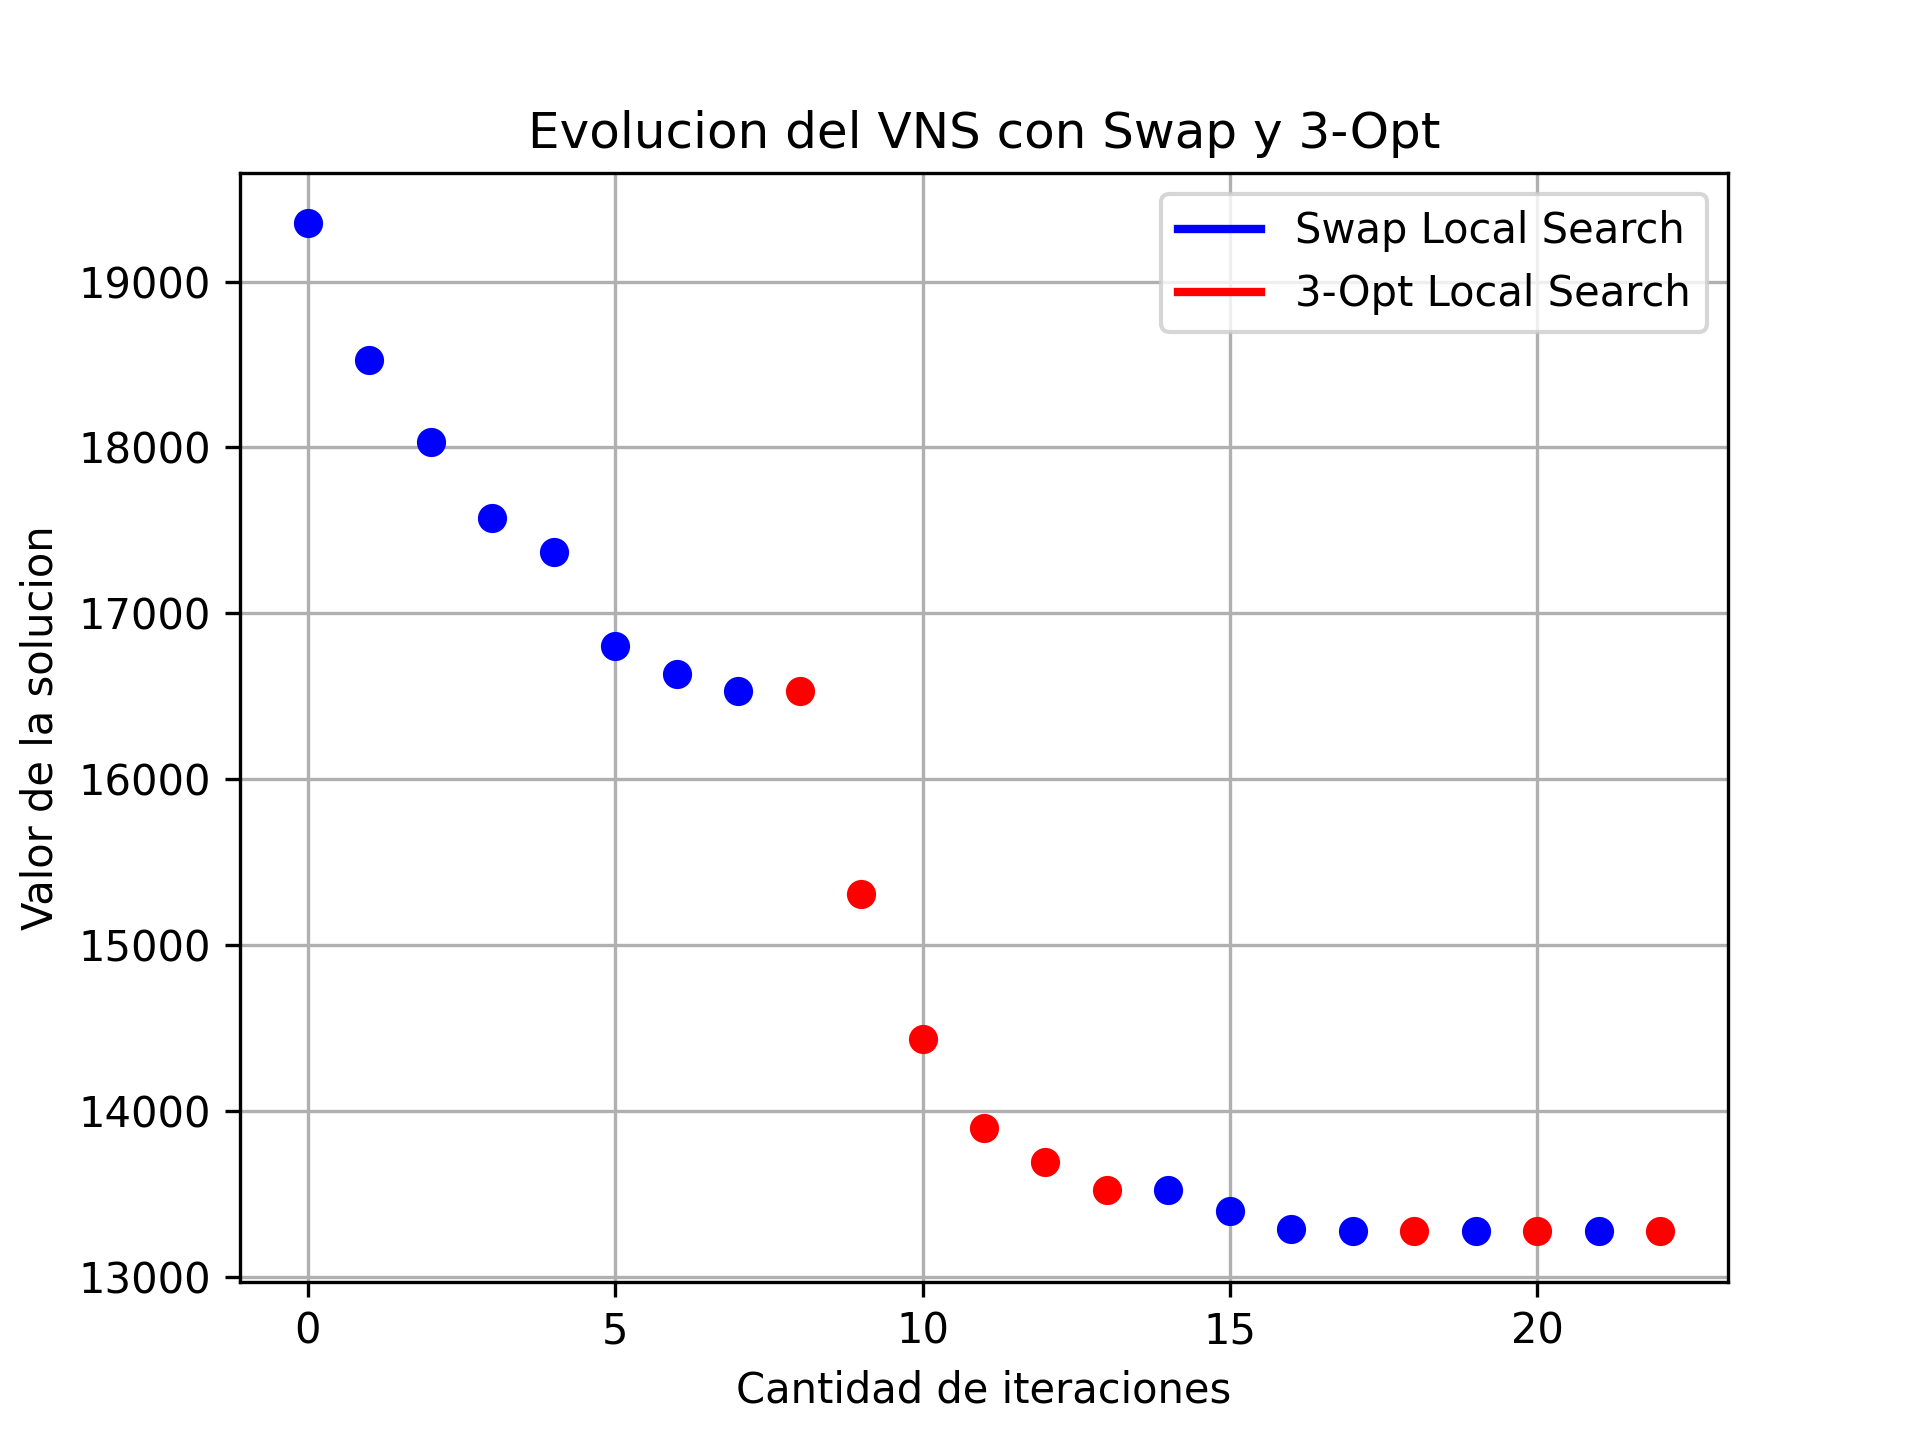 Evolucion del VNS con Swap y 3-Opt
Swap Local Search
3-Opt Local Search
Valor de la solucion
19000
18000
17000
16000
15000
14000
13000
0 5 10 15 20
Cantidad de iteraciones